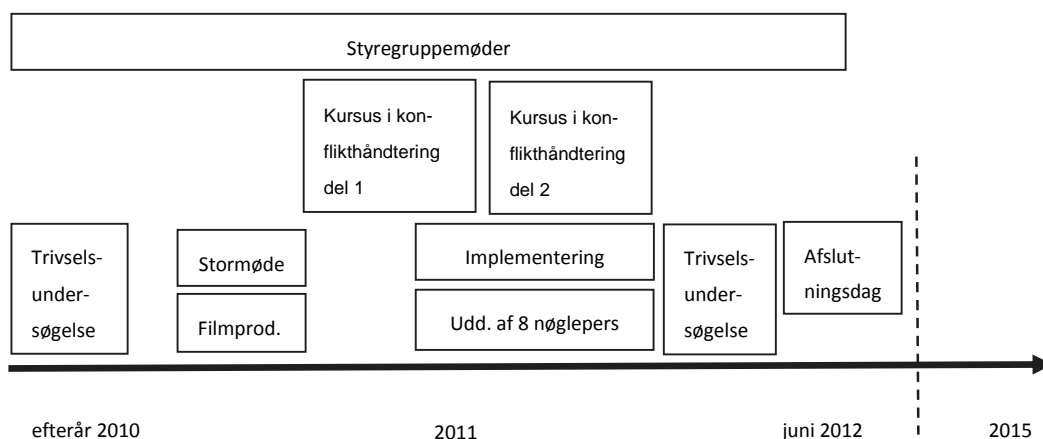 Styregruppemøder
Kursus i kon-
flikthåndtering
del 1
Kursus i kon-
flikthåndtering
del 2
Trivsels-
under-
søgelse
Stormøde
Filmprod.
Implementering
Udd. af 8 nøglepers
Trivsels-
under-
søgelse
Afslut-
ningsdag
efterår 2010
2011
juni 2012
2015